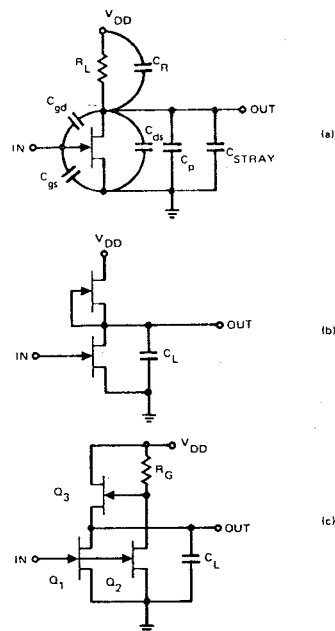 V_DD
R_L
C_R
C_gd
OUT
(a)
IN
C_ds
C_p
C_STRAY
C_gs
V_DD
OUT
(b)
IN
C_L
V_DD
R_G
Q_3
OUT
(c)
IN
C_L
Q_1
Q_2